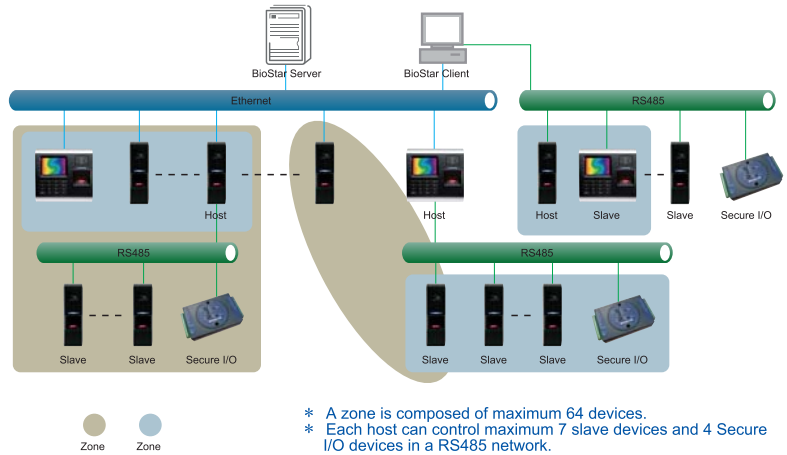 BioStar Server
BioStar Client
Ethernet
RS485
Host
Host
Host
Slave
Slave
Secure I/O
RS485
RS485
Slave
Slave
Secure I/O
Slave
Slave
Slave
Secure I/O
Zone
Zone
* A zone is composed of maximum 64 devices.
* Each host can control maximum 7 slave devices and 4 Secure
I/O devices in a RS485 network.